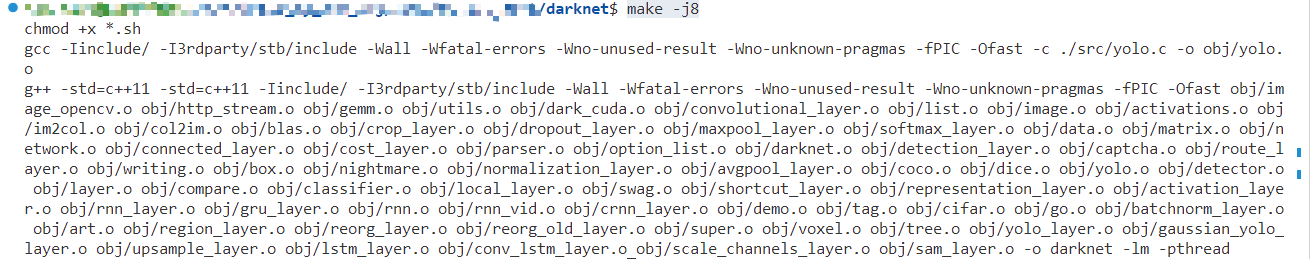 /darknet$ make -j8
chmod +x *.sh
gcc -Iinclude/ -I3rdparty/stb/include -Wall -Wfatal-errors -Wno-unused-result -Wno-unknown-pragmas -fPIC -Ofast -c ./src/yolo.c -o obj/yolo.
o
g++ -std=c++11 -std=c++11 -Iinclude/ -I3rdparty/stb/include -Wall -Wfatal-errors -Wno-unused-result -Wno-unknown-pragmas -fPIC -Ofast obj/im
age_opencv.o obj/http_stream.o obj/gemm.o obj/utils.o obj/dark_cuda.o obj/convolutional_layer.o obj/list.o obj/image.o obj/activations.o obj
/im2col.o obj/col2im.o obj/blas.o obj/crop_layer.o obj/dropout_layer.o obj/maxpool_layer.o obj/softmax_layer.o obj/data.o obj/matrix.o obj/n
etwork.o obj/connected_layer.o obj/cost_layer.o obj/parser.o obj/option_list.o obj/darknet.o obj/detection_layer.o obj/captcha.o obj/route_l
ayer.o obj/writing.o obj/box.o obj/nightmare.o obj/normalization_layer.o obj/avgpool_layer.o obj/coco.o obj/dice.o obj/yolo.o obj/detector.o
 obj/layer.o obj/compare.o obj/classifier.o obj/local_layer.o obj/swag.o obj/shortcut_layer.o obj/representation_layer.o obj/activation_laye
r.o obj/rnn_layer.o obj/gru_layer.o obj/rnn.o obj/rnn_vid.o obj/crnn_layer.o obj/demo.o obj/tag.o obj/cifar.o obj/go.o obj/batchnorm_layer.o
 obj/art.o obj/region_layer.o obj/reorg_layer.o obj/reorg_old_layer.o obj/super.o obj/voxel.o obj/tree.o obj/yolo_layer.o obj/gaussian_yolo_
layer.o obj/upsample_layer.o obj/lstm_layer.o obj/conv_lstm_layer.o obj/scale_channels_layer.o obj/sam_layer.o -o darknet -lm -pthread